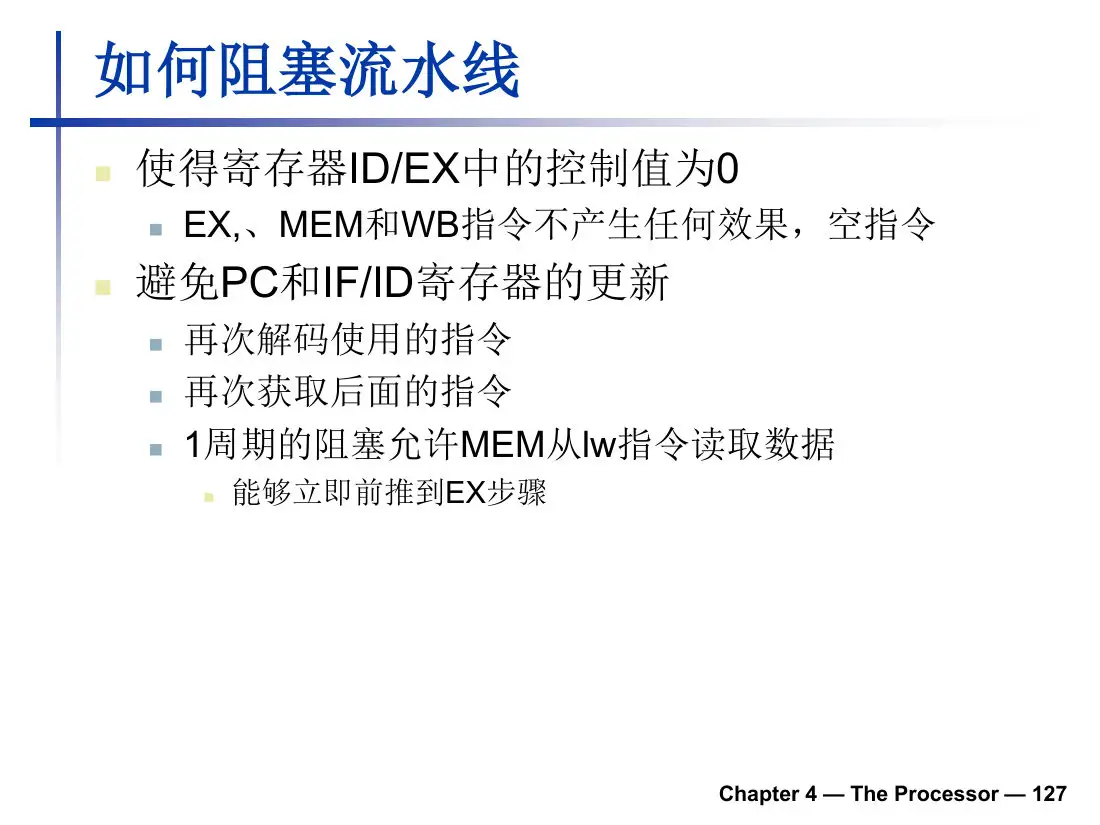 如何阻塞流水线
使得寄存器ID/EX中的控制值为0
EX,、MEM和WB指令不产生任何效果，空指令
避免PC和IF/ID寄存器的更新
再次解码使用的指令
再次获取后面的指令
1周期的阻塞允许MEM从lw指令读取数据
能够立即前推到EX步骤
Chapter 4 — The Processor — 127